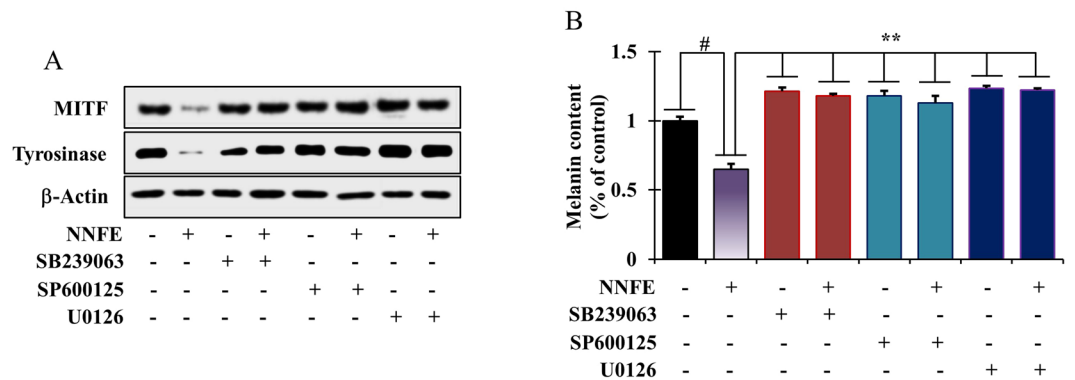 A
MITF
Tyrosinase
β-Actin
NNFE - + - + - + - +
SB239063 - - + + - - - -
SP600125 - - - - + + - -
U0126 - - - - - - + +
B
Melanin content
(% of control)
1.5
1
0.5
0
#
**
NNFE - + - + - + - +
SB239063 - - + + - - - -
SP600125 - - - - + + - -
U0126 - - - - - - + +